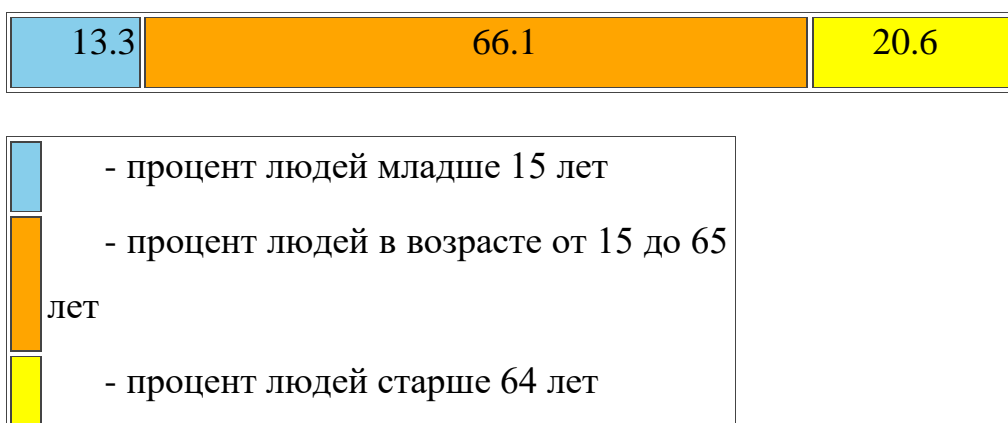 13.3 66.1 20.6
- процент людей младше 15 лет
- процент людей в возрасте от 15 до 65
лет
- процент людей старше 64 лет